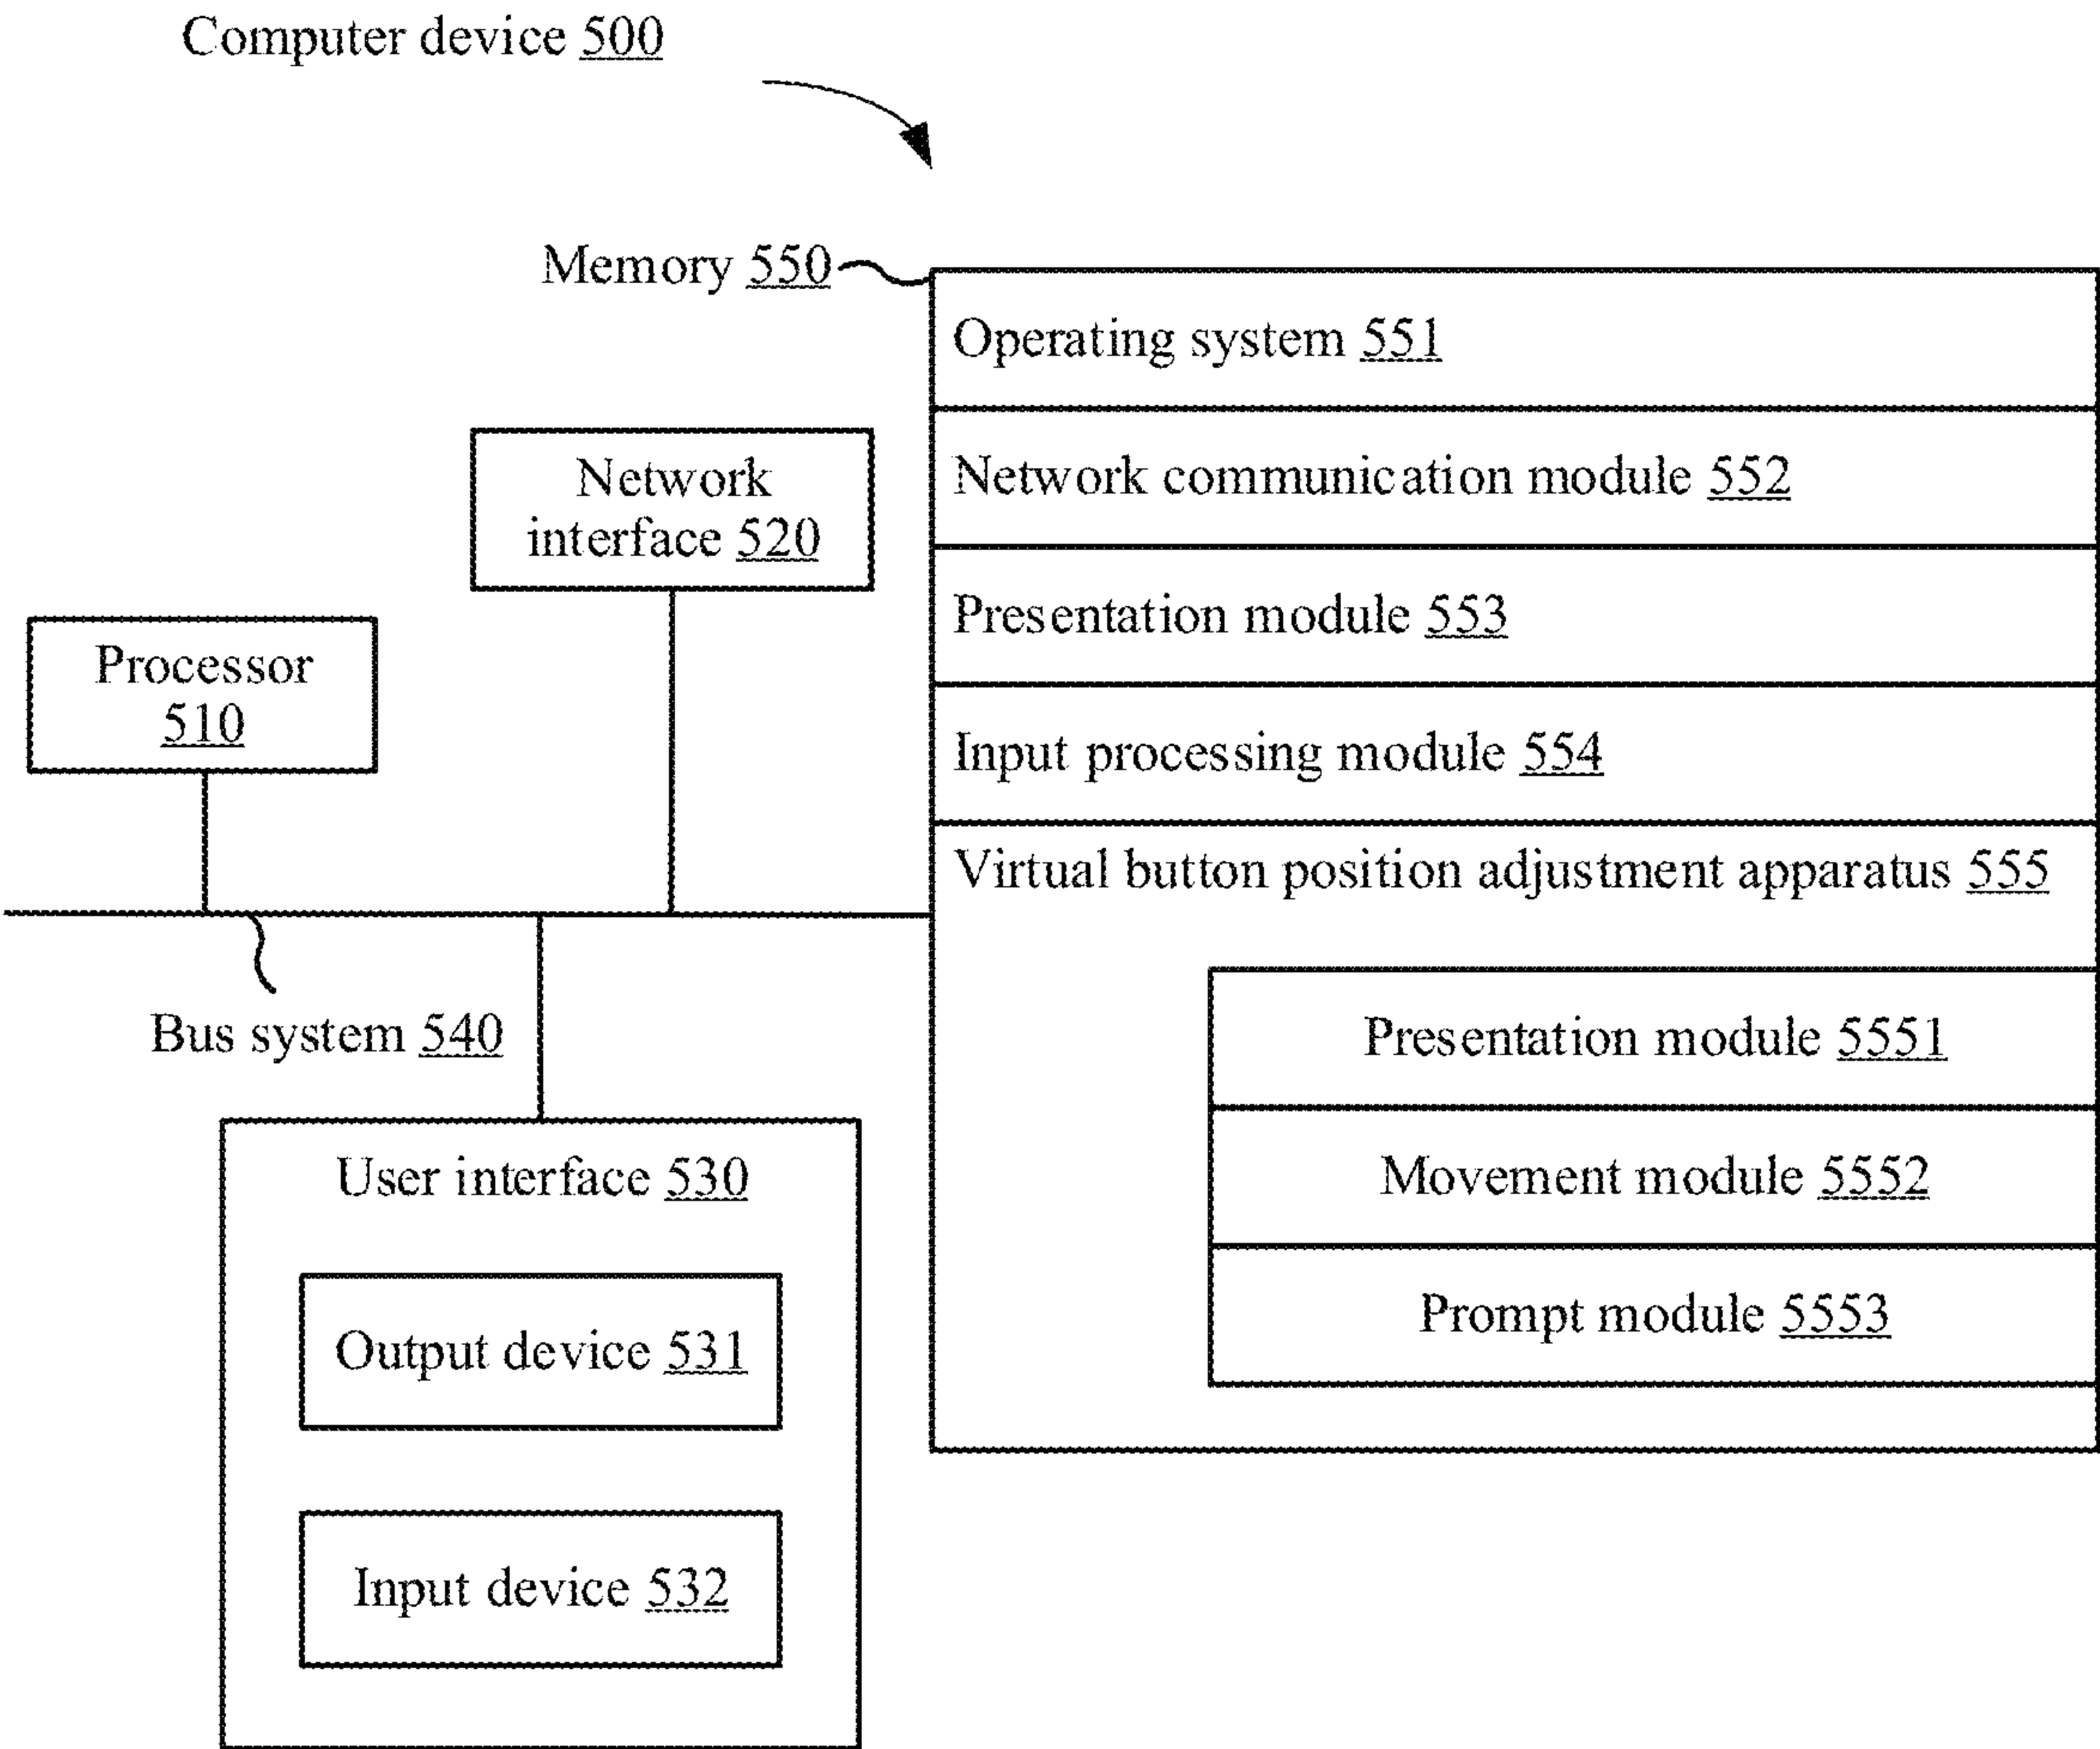 Computer device 500
Memory 550
Operating system 551
Network communication module 552
Network
interface 520
Presentation module 553
Processor
510
Input processing module 554
Virtual button position adjustment apparatus 555
Bus system 540
Presentation module 5551
Movement module 5552
Prompt module 5553
User interface 530
Output device 531
Input device 532